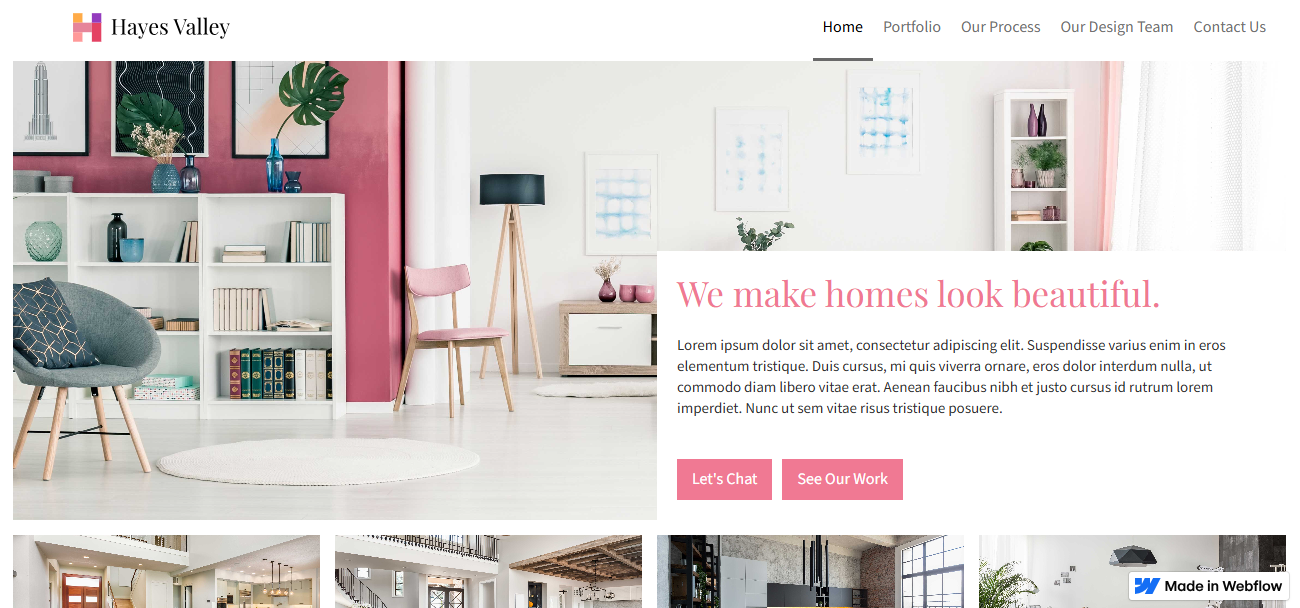 Hayes Valley
Home
Portfolio
Our Process
Our Design Team
Contact Us
We make homes look beautiful.
Lorem ipsum dolor sit amet, consectetur adipiscing elit. Suspendisse varius enim in eros
elementum tristique. Duis cursus, mi quis viverra ornare, eros dolor interdum nulla, ut
commodo diam libero vitae erat. Aenean faucibus nibh et justo cursus id rutrum lorem
imperdiet. Nunc ut sem vitae risus tristique posuere.
Let's Chat
See Our Work
Made in Webflow